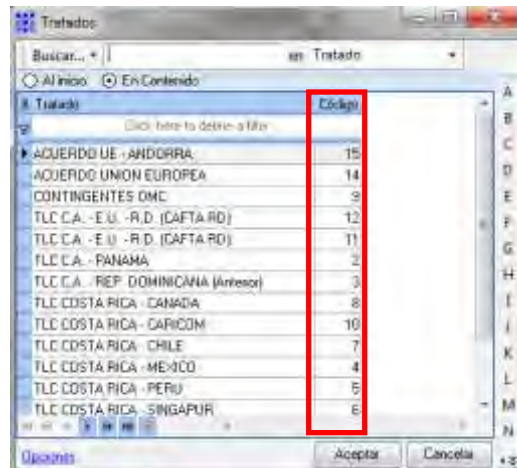 Tratados
Buscar... en Tratado
Al inicio En Contenido
Tratado Código
Click here to define a filter
ACUERDO UE - ANDORRA 15
ACUERDO UNION EUROPEA 14
CONTINGENTES OMC 9
TLC C.A. - E.U. - R.D. (CAFTA RD) 12
TLC C.A. - E.U. - R.D. (CAFTA RD) 11
TLC C.A. - PANAMA 2
TLC C.A. - REP. DOMINICANA (Anterior) 3
TLC COSTA RICA - CANADA 8
TLC COSTA RICA - CARICOM 10
TLC COSTA RICA - CHILE 7
TLC COSTA RICA - MEXICO 4
TLC COSTA RICA - PERU 5
TLC COSTA RICA - SINGAPUR 6
Opciones Aceptar Cancelar
A
B
C
D
E
F
G
H
I
J
K
L
M
N